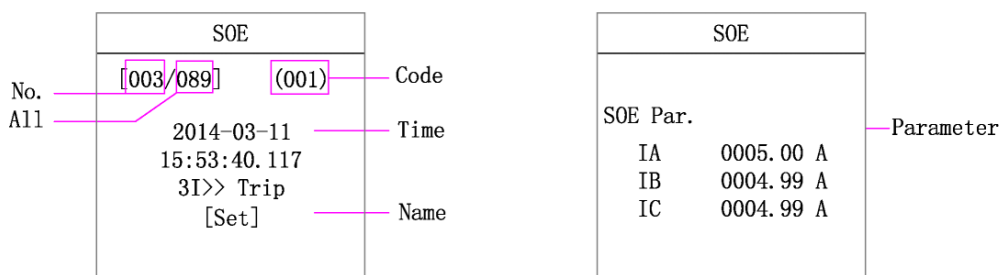 SOE
[003/089] (001)
Code
No.
All
2014-03-11
Time
15:53:40.117
3I>> Trip
[Set]
Name
SOE
SOE Par.
Parameter
IA 0005.00 A
IB 0004.99 A
IC 0004.99 A